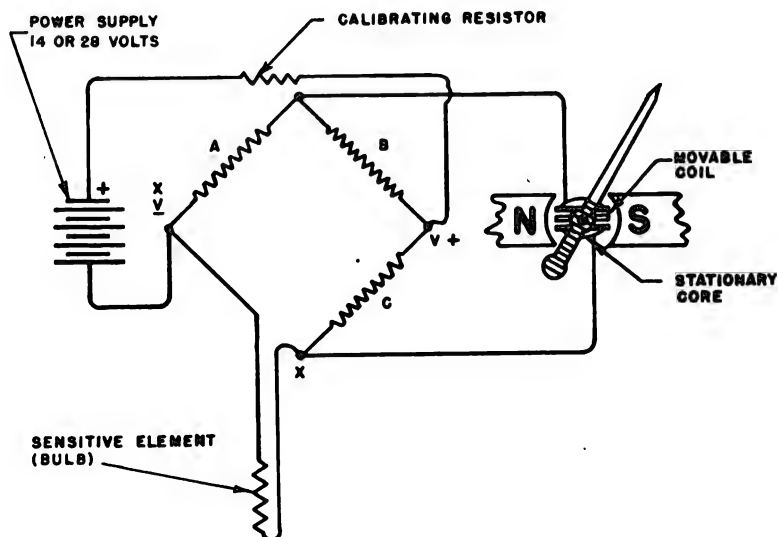 POWER SUPPLY
14 OR 28 VOLTS
CALIBRATING RESISTOR
A
B
MOVABLE
COIL
+
X
V
N
S
V +
STATIONARY
CORE
C
X
SENSITIVE ELEMENT
(BULB)